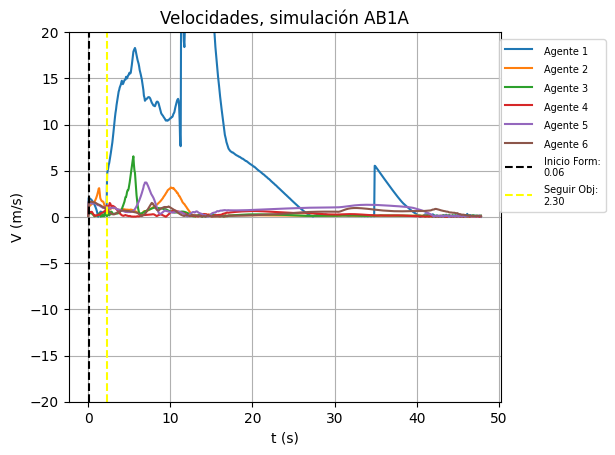 Velocidades, simulación AB1A
20
15
10
5
0
−5
−10
−15
−20
V (m/s)
0
10
20
30
40
50
t (s)
Agente 1
Agente 2
Agente 3
Agente 4
Agente 5
Agente 6
Inicio Form:
0.06
Seguir Obj:
2.30